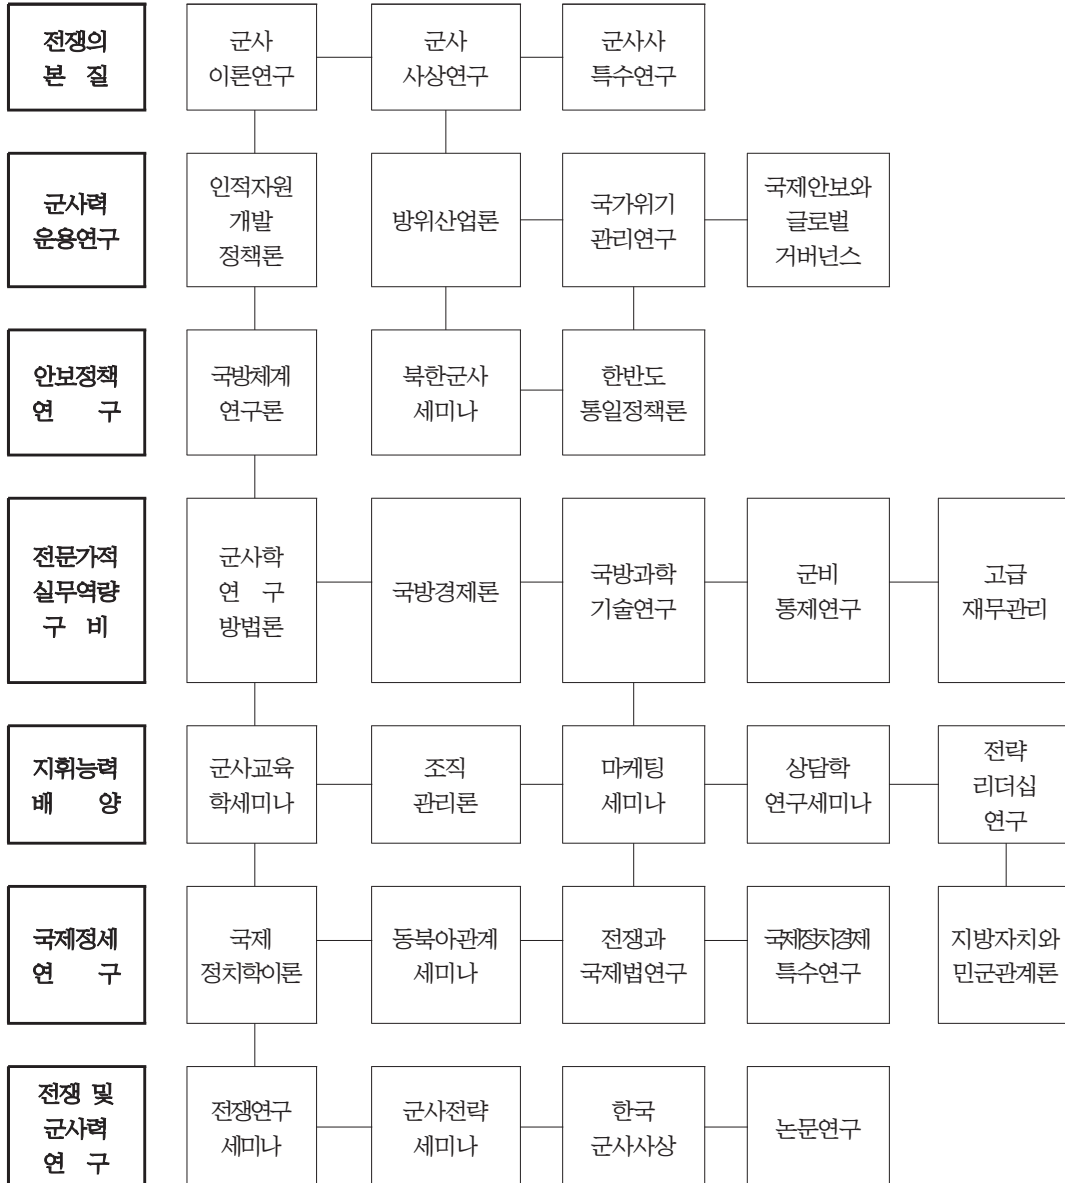 전쟁의
본 질
군사
이론연구
군사
사상연구
군사사
특수연구
군사력
운용연구
인적자원
개발
정책론
방위산업론
국가위기
관리연구
국제안보와
글로벌
거버넌스
안보정책
연 구
국방체계
연구론
북한군사
세미나
한반도
통일정책론
전문가적
실무역량
구 비
군사학
연 구
방법론
국방경제론
국방과학
기술연구
군비
통제연구
고급
재무관리
지휘능력
배 양
군사교육
학세미나
조직
관리론
마케팅
세미나
상담학
연구세미나
전략
리더십
연구
국제정세
연 구
국제
정치학이론
동북아관계
세미나
전쟁과
국제법연구
국제정치경제
특수연구
지방자치와
민군관계론
전쟁 및
군사력
연 구
전쟁연구
세미나
군사전략
세미나
한국
군사사상
논문연구